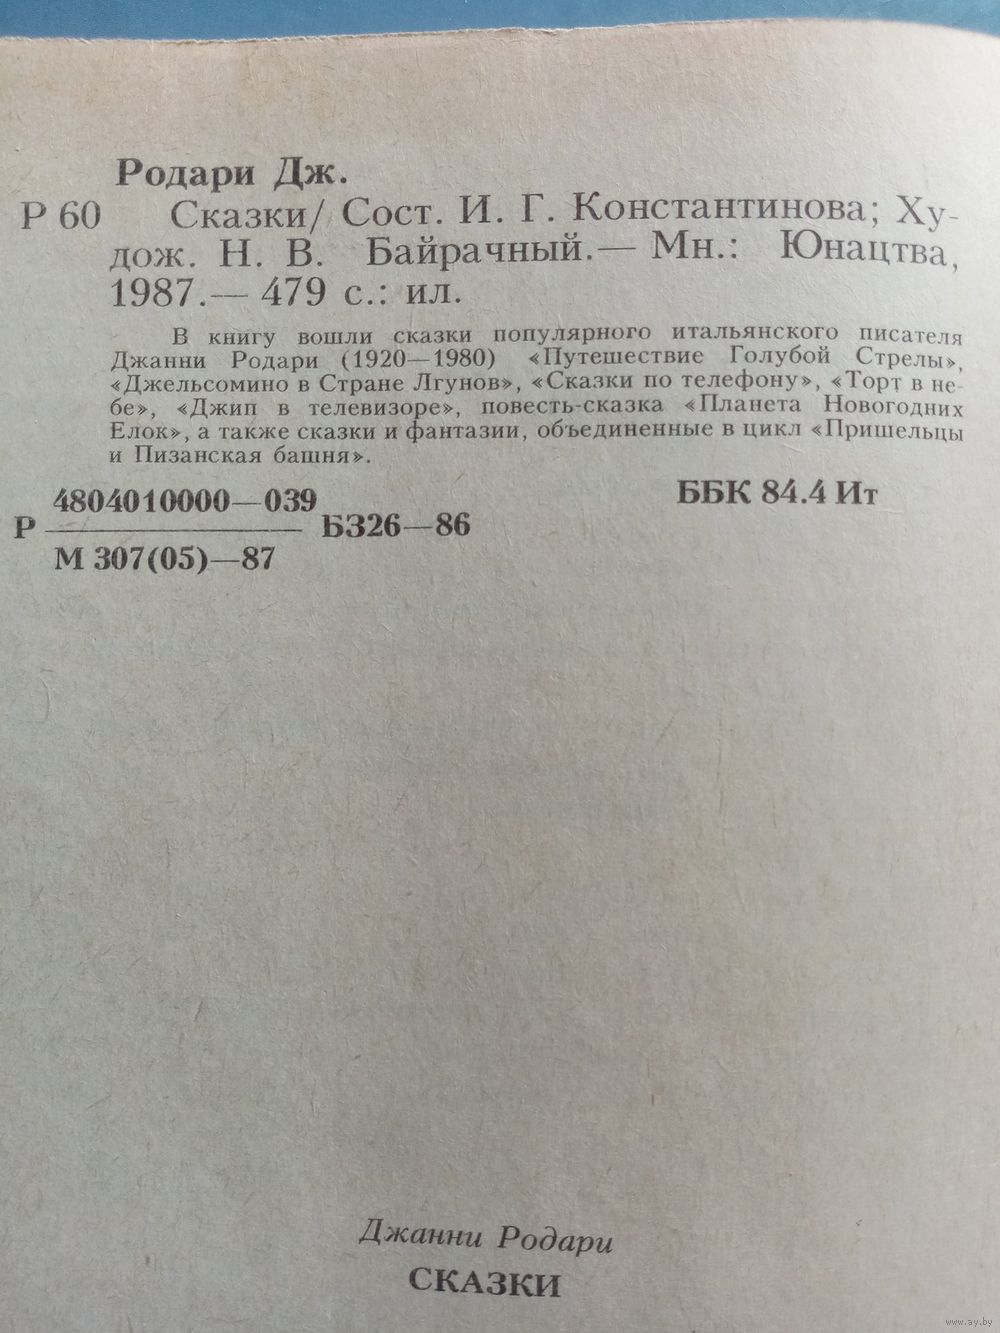 Родари Дж.
Р 60 Сказки/ Сост. И. Г. Константинова; Ху-
дож. Н. В. Байрачный.— Мн.: Юнацтва,
1987.— 479 с.: ил.
В книгу вошли сказки популярного итальянского писателя
Джанни Родари (1920—1980) «Путешествие Голубой Стрелы»,
«Джельсомино в Стране Лгунов», «Сказки по телефону», «Торт в не-
бе», «Джип в телевизоре», повесть-сказка «Планета Новогодних
Елок», а также сказки и фантазии, объединенные в цикл «Пришельцы
и Пизанская башня».
4804010000—039
Р БЗ26—86
М 307(05)—87
ББК 84.4 Ит
Джанни Родари
СКАЗКИ
www.ay.by